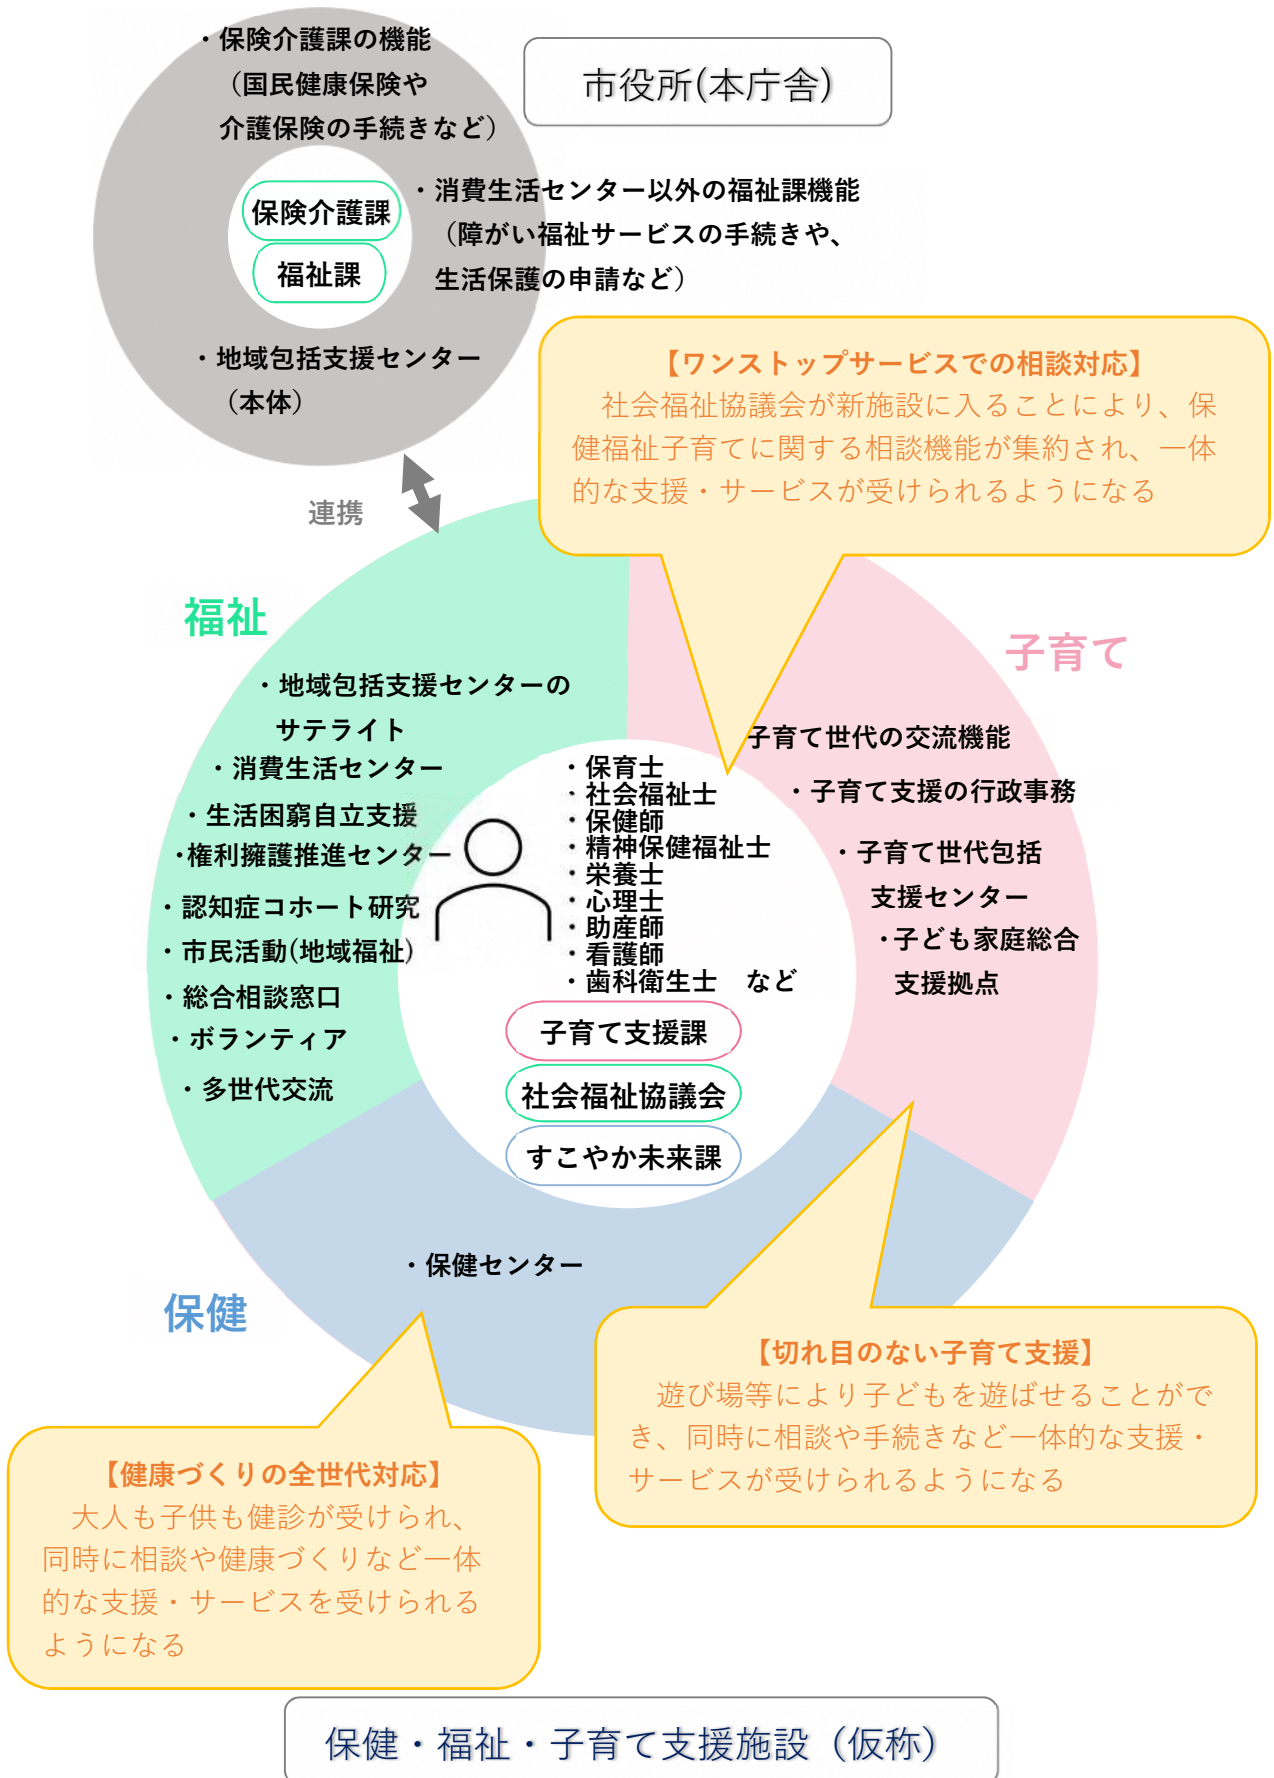 ・保険介護課の機能
（国民健康保険や
介護保険の手続きなど）
市役所(本庁舎)
保険介護課
福祉課
・消費生活センター以外の福祉課機能
（障がい福祉サービスの手続きや、
生活保護の申請など）
・地域包括支援センター
（本体）
連携
【ワンストップサービスでの相談対応】
社会福祉協議会が新施設に入ることにより、保
健福祉子育てに関する相談機能が集約され、一体
的な支援・サービスが受けられるようになる
福祉
・地域包括支援センターの
サテライト
・消費生活センター
・生活困窮自立支援
・権利擁護推進センター
・認知症コホート研究
・市民活動(地域福祉)
・総合相談窓口
・ボランティア
・多世代交流
・保育士
・社会福祉士
・保健師
・精神保健福祉士
・栄養士
・心理士
・助産師
・看護師
・歯科衛生士　など
子育て支援課
社会福祉協議会
すこやか未来課
子育て
子育て世代の交流機能
・子育て支援の行政事務
・子育て世代包括
支援センター
・子ども家庭総合
支援拠点
保健
・保健センター
【切れ目のない子育て支援】
遊び場等により子どもを遊ばせることがで
き、同時に相談や手続きなど一体的な支援・
サービスが受けられるようになる
【健康づくりの全世代対応】
大人も子供も健診が受けられ、
同時に相談や健康づくりなど一体
的な支援・サービスを受けられる
ようになる
保健・福祉・子育て支援施設（仮称）